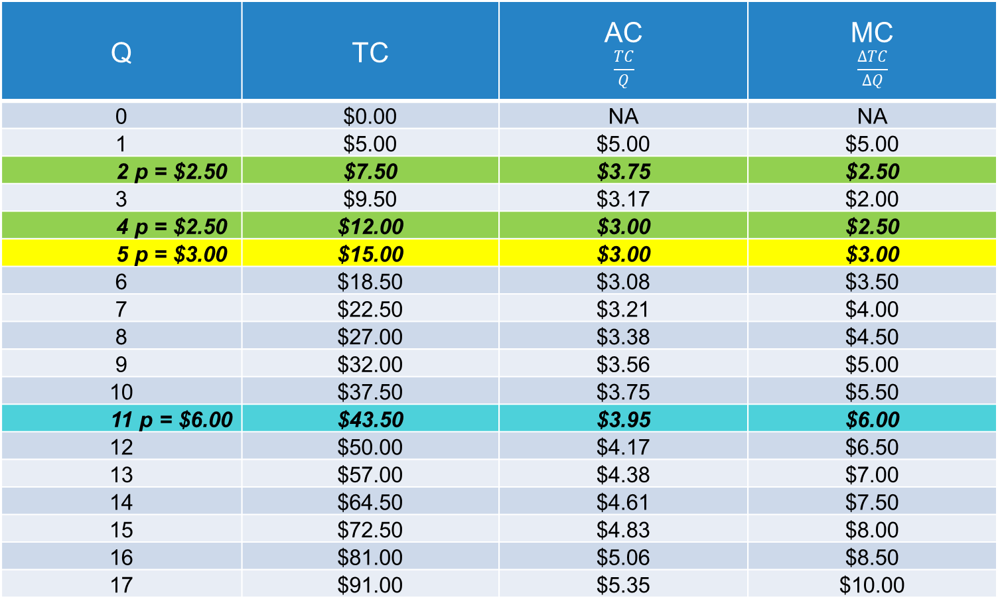 Q TC AC TC/Q MC ΔTC/ΔQ
0 $0.00 NA NA
1 $5.00 $5.00 $5.00
2 p = $2.50 $7.50 $3.75 $2.50
3 $9.50 $3.17 $2.00
4 p = $2.50 $12.00 $3.00 $2.50
5 p = $3.00 $15.00 $3.00 $3.00
6 $18.50 $3.08 $3.50
7 $22.50 $3.21 $4.00
8 $27.00 $3.38 $4.50
9 $32.00 $3.56 $5.00
10 $37.50 $3.75 $5.50
11 p = $6.00 $43.50 $3.95 $6.00
12 $50.00 $4.17 $6.50
13 $57.00 $4.38 $7.00
14 $64.50 $4.61 $7.50
15 $72.50 $4.83 $8.00
16 $81.00 $5.06 $8.50
17 $91.00 $5.35 $10.00